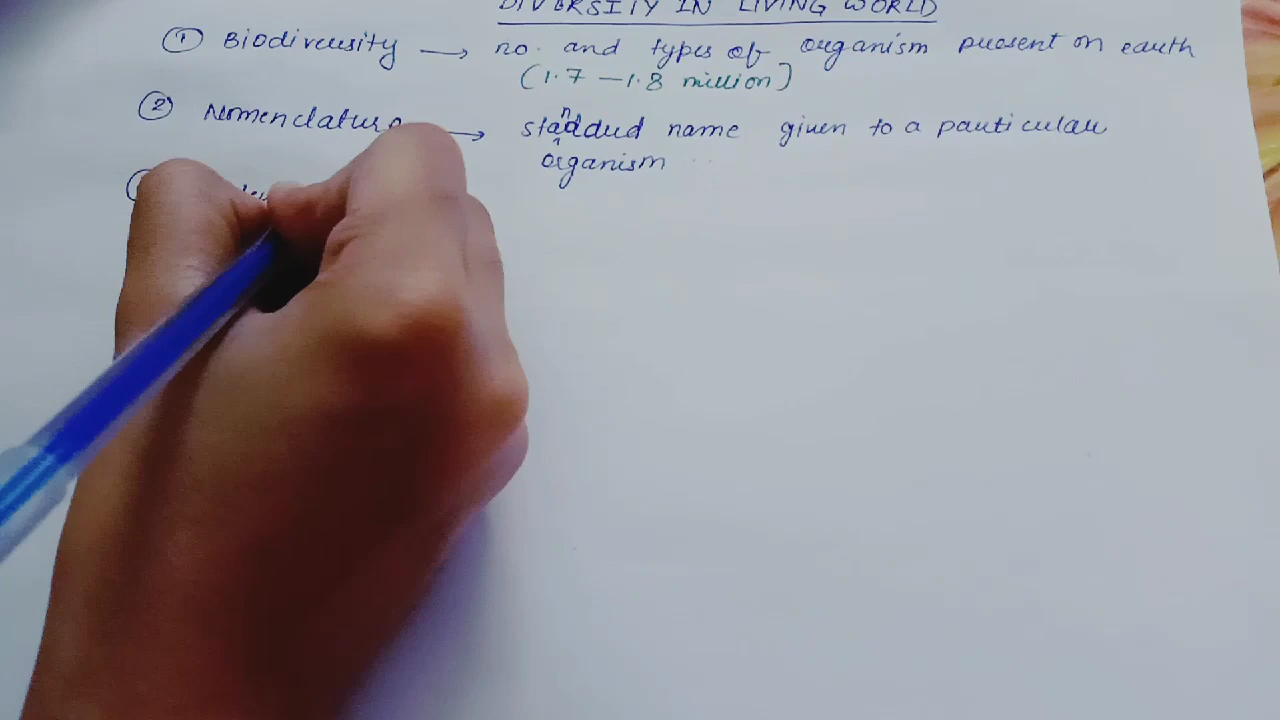 DIVERSITY IN LIVING WORLD
① Biodiversity → no. and types of organism present on earth
(1.7 — 1.8 million)
② Nomenclature → standdud name given to a particular
organism